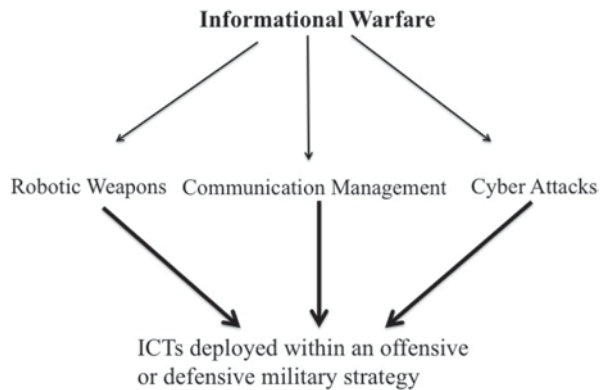 Informational Warfare
Robotic Weapons Communication Management Cyber Attacks
ICTs deployed within an offensive
or defensive military strategy